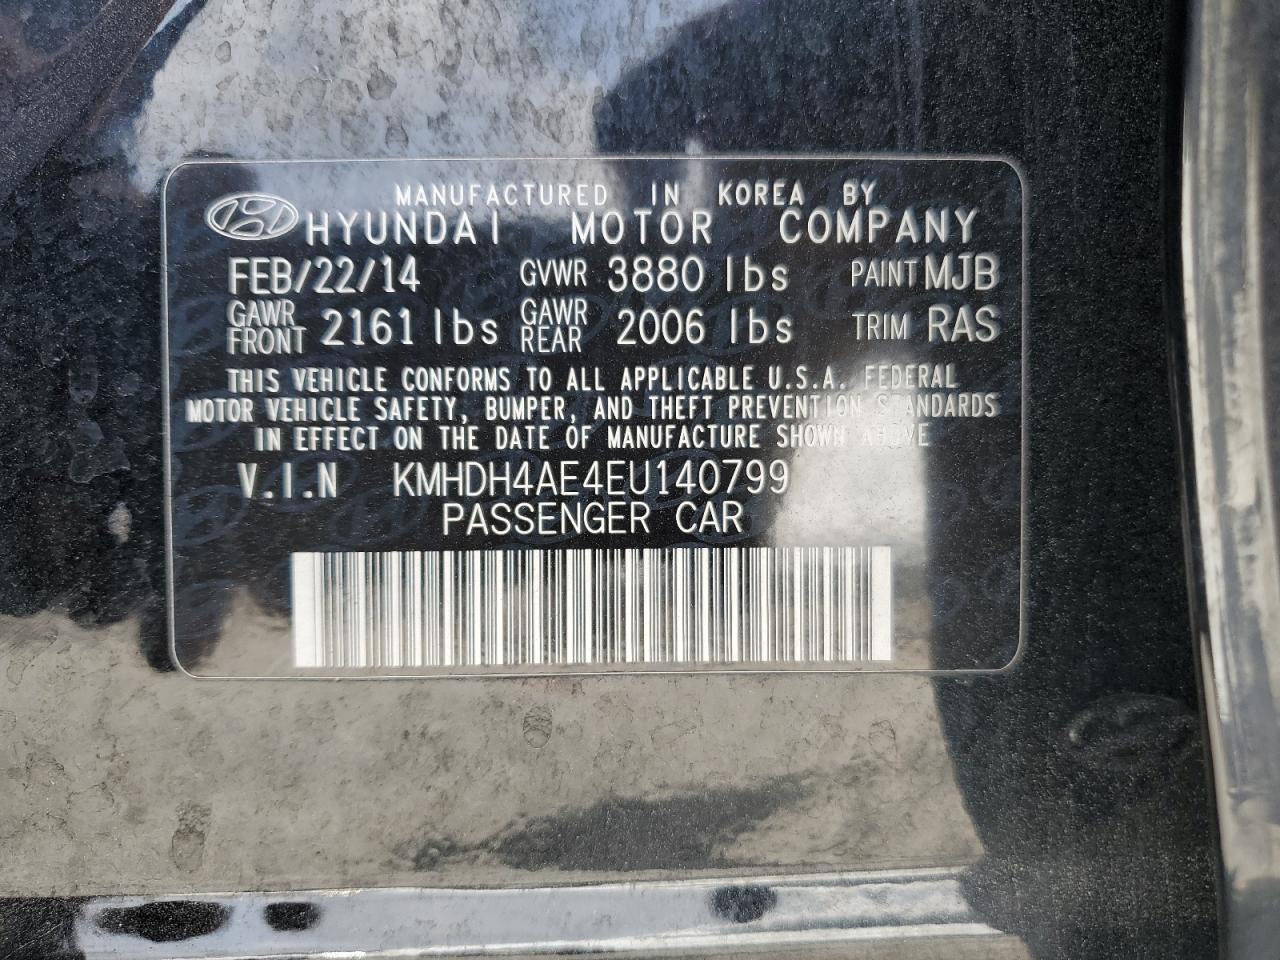 MANUFACTURED IN KOREA BY
HYUNDAI MOTOR COMPANY
FEB/22/14 GVWR 3880 lbs PAINT MJB
GAWR FRONT 2161 lbs GAWR REAR 2006 lbs TRIM RAS
THIS VEHICLE CONFORMS TO ALL APPLICABLE U.S.A. FEDERAL
MOTOR VEHICLE SAFETY, BUMPER, AND THEFT PREVENTION STANDARDS
IN EFFECT ON THE DATE OF MANUFACTURE SHOWN ABOVE
V.I.N KMHDH4AE4EU140799
PASSENGER CAR